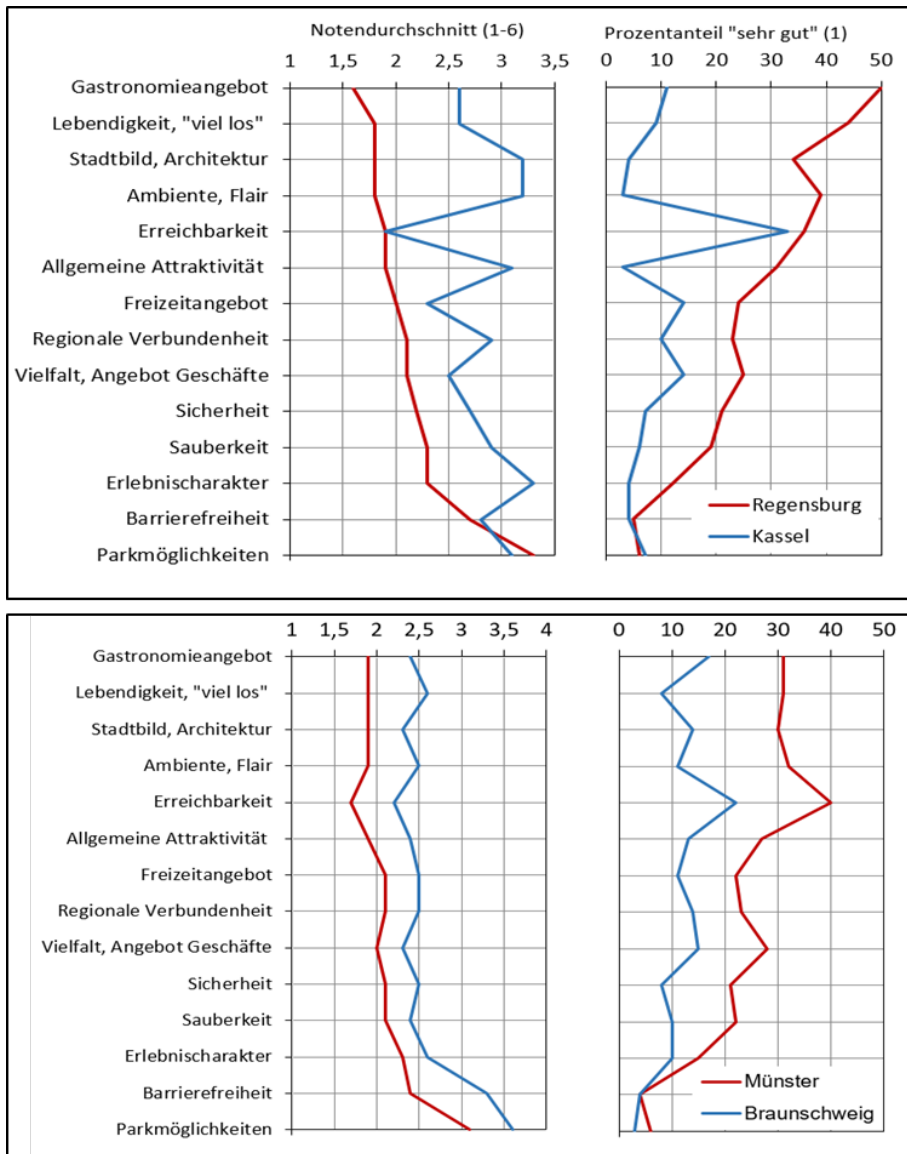 Notendurchschnitt (1-6)
Prozentanteil "sehr gut" (1)
1 1,5 2 2,5 3 3,5
0 10 20 30 40 50
Gastronomieangebot
Lebendigkeit, "viel los"
Stadtbild, Architektur
Ambiente, Flair
Erreichbarkeit
Allgemeine Attraktivität
Freizeitangebot
Regionale Verbundenheit
Vielfalt, Angebot Geschäfte
Sicherheit
Sauberkeit
Erlebnischarakter
Barrierefreiheit
Parkmöglichkeiten
Regensburg
Kassel
1 1,5 2 2,5 3 3,5 4
0 10 20 30 40 50
Gastronomieangebot
Lebendigkeit, "viel los"
Stadtbild, Architektur
Ambiente, Flair
Erreichbarkeit
Allgemeine Attraktivität
Freizeitangebot
Regionale Verbundenheit
Vielfalt, Angebot Geschäfte
Sicherheit
Sauberkeit
Erlebnischarakter
Barrierefreiheit
Parkmöglichkeiten
Münster
Braunschweig